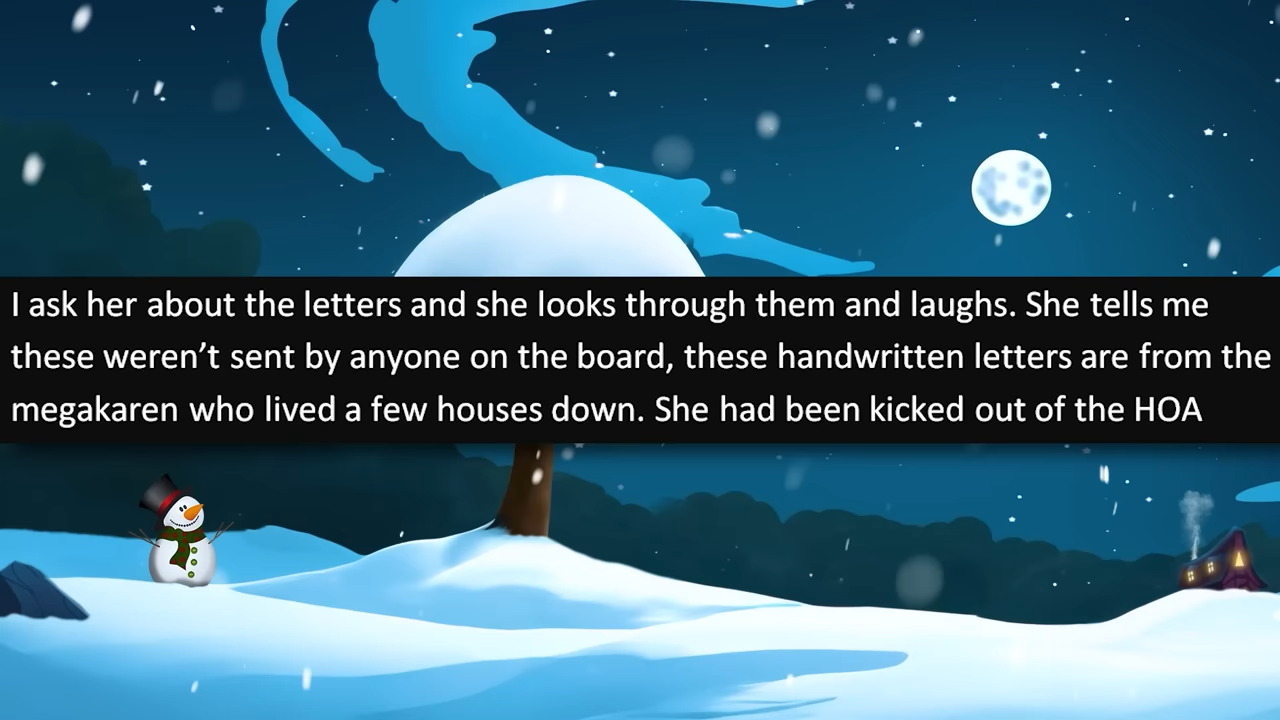 I ask her about the letters and she looks through them and laughs. She tells me
these weren’t sent by anyone on the board, these handwritten letters are from the
megakaren who lived a few houses down. She had been kicked out of the HOA